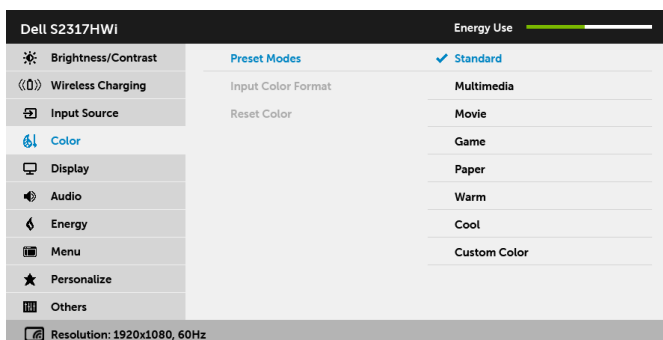 Dell S2317HWi
Energy Use
Brightness/Contrast
Preset Modes
Standard
Wireless Charging
Input Color Format
Multimedia
Input Source
Reset Color
Movie
Color
Game
Display
Paper
Audio
Warm
Energy
Cool
Menu
Custom Color
Personalize
Others
Resolution: 1920x1080, 60Hz